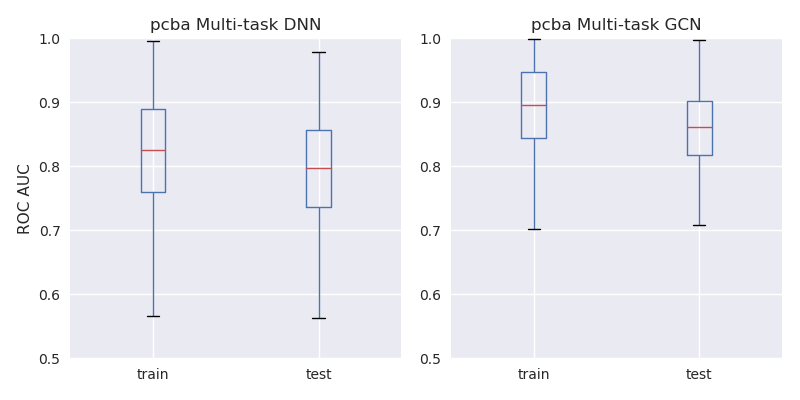 pcba Multi-task DNN
pcba Multi-task GCN
ROC AUC
1.0
0.9
0.8
0.7
0.6
0.5
train
test
1.0
0.9
0.8
0.7
0.6
0.5
train
test